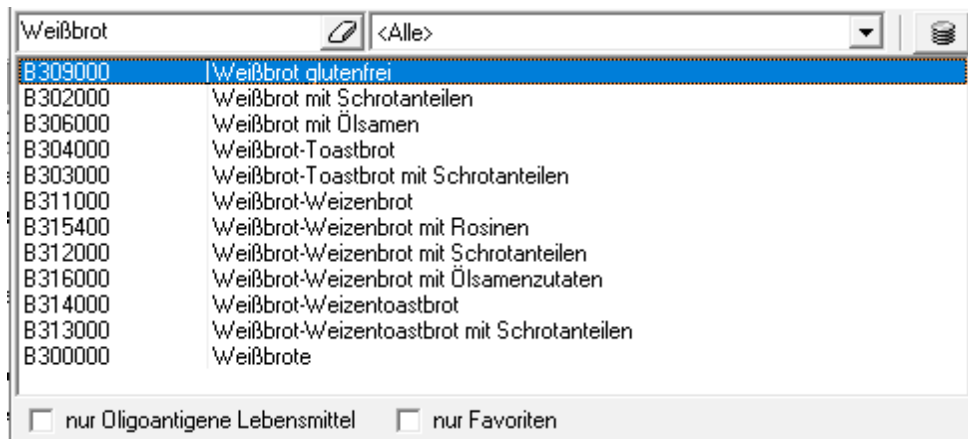 Weißbrot <Alle>
B309000 Weißbrot glutenfrei
B302000 Weißbrot mit Schrotanteilen
B306000 Weißbrot mit Ölsamen
B304000 Weißbrot-Toastbrot
B303000 Weißbrot-Toastbrot mit Schrotanteilen
B311000 Weißbrot-Weizenbrot
B315400 Weißbrot-Weizenbrot mit Rosinen
B312000 Weißbrot-Weizenbrot mit Schrotanteilen
B316000 Weißbrot-Weizenbrot mit Ölsamenzutaten
B314000 Weißbrot-Weizentoastbrot
B313000 Weißbrot-Weizentoastbrot mit Schrotanteilen
B300000 Weißbrote
nur Oligoantigene Lebensmittel nur Favoriten